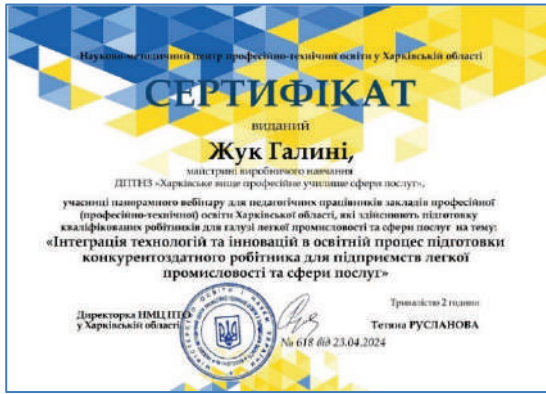 Науково-методичний центр професійно-технічної освіти у Харківській області
СЕРТИФІКАТ
виданий
Жук Галині,
майстрині виробничого навчання
ДПТНЗ «Харківське вище професійне училище сфери послуг»,
учасниці панорамного вебінару для педагогічних працівників закладів професійної
(професійно-технічної) освіти Харківської області, які здійснюють підготовку
кваліфікованих робітників для галузі легкої промисловості та сфери послуг на тему:
«Інтеграція технологій та інновацій в освітній процес підготовки
конкурентоздатного робітника для підприємств легкої
промисловості та сфери послуг»
Тривалістю 2 години
Директорка НМЦ ПТО
у Харківській області
Тетяна РУСЛАНОВА
№ 618 від 23.04.2024